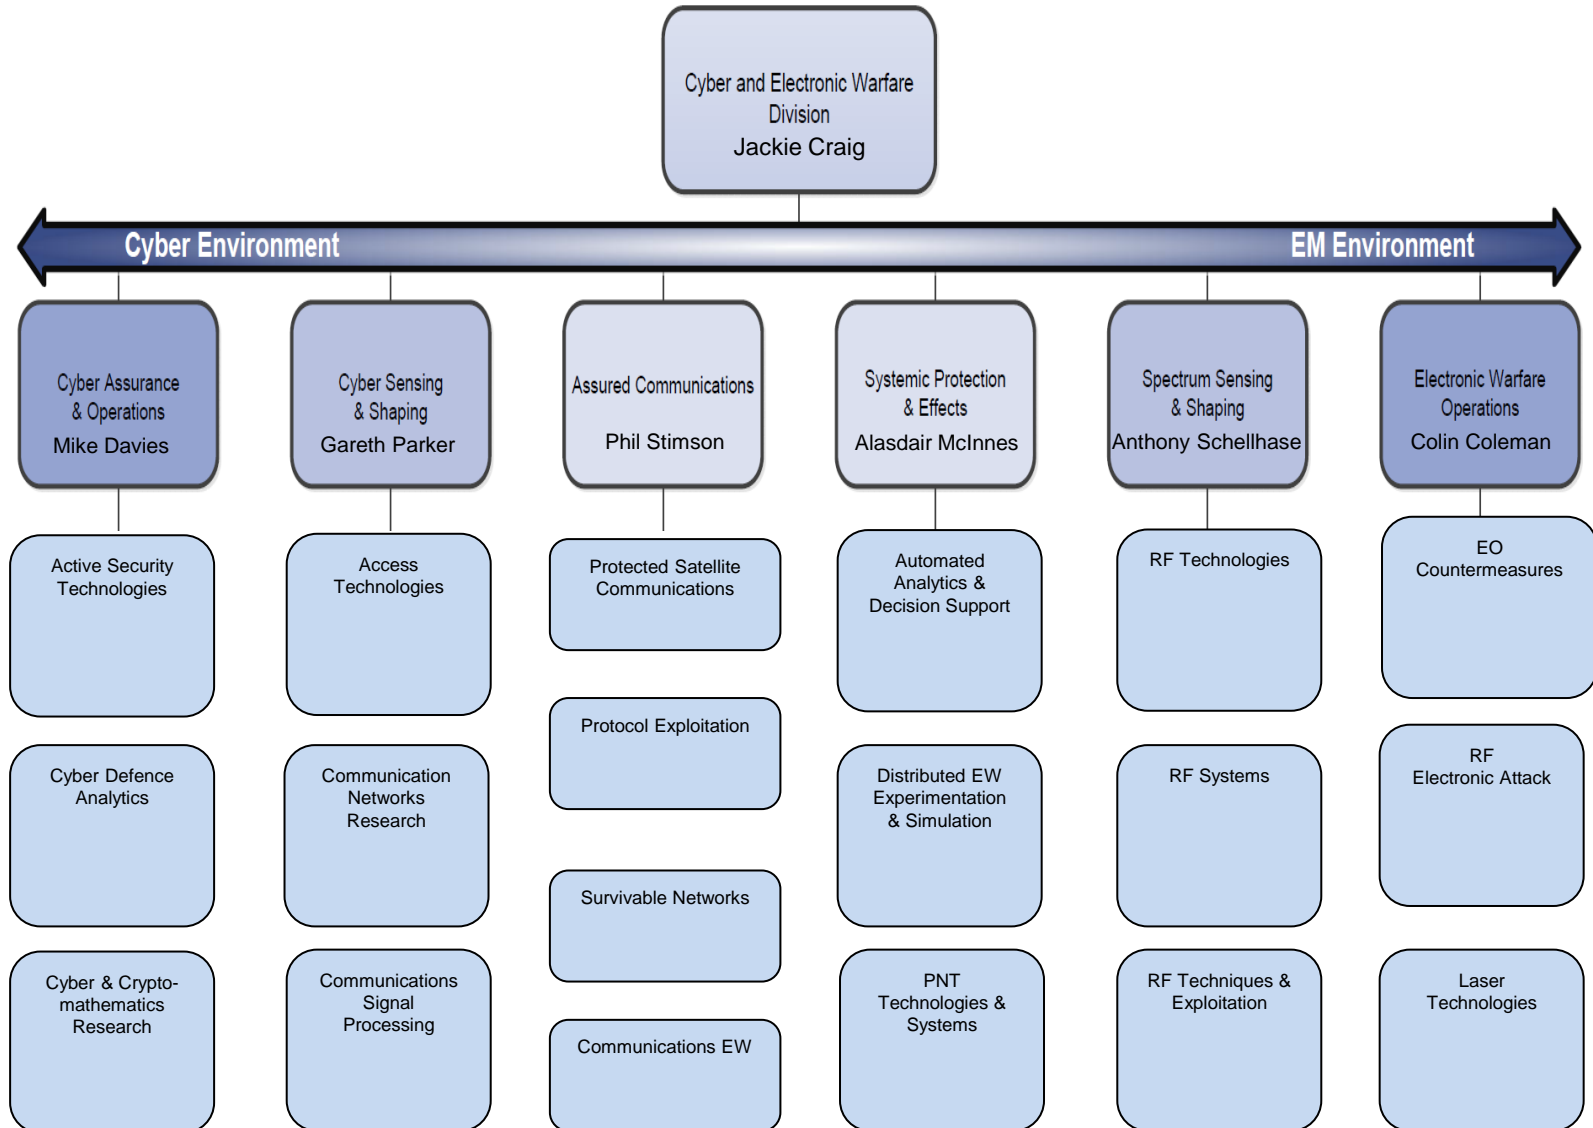 Cyber and Electronic Warfare
Division
Jackie Craig
Cyber Environment
EM Environment
Cyber Assurance
& Operations
Mike Davies
Cyber Sensing
& Shaping
Gareth Parker
Assured Communications
Phil Stimson
Systemic Protection
& Effects
Alasdair McInnes
Spectrum Sensing
& Shaping
Anthony Schellhase
Electronic Warfare
Operations
Colin Coleman
Active Security
Technologies
Access
Technologies
Protected Satellite
Communications
Automated
Analytics &
Decision Support
RF Technologies
EO
Countermeasures
Cyber Defence
Analytics
Communication
Networks
Research
Protocol Exploitation
Distributed EW
Experimentation
& Simulation
RF Systems
RF
Electronic Attack
Survivable Networks
Cyber & Crypto-
mathematics
Research
Communications
Signal
Processing
Communications EW
PNT
Technologies &
Systems
RF Techniques &
Exploitation
Laser
Technologies